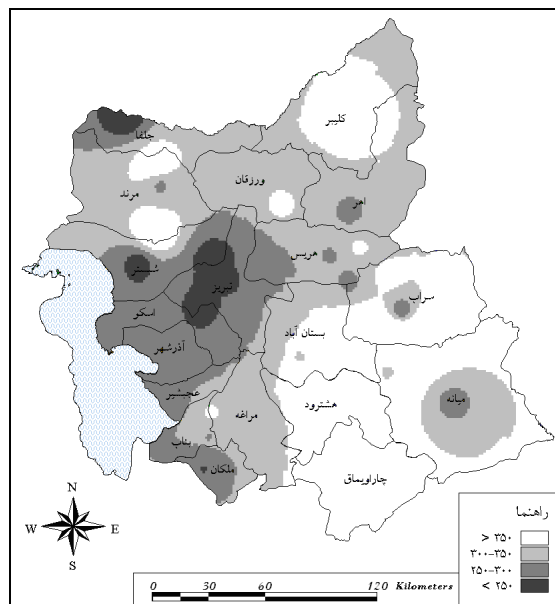 کلیبر
جلفا
ورزقان
مرند
اهر
هریس
شبستر
تبریز
سراب
اسکو
بستان آباد
آذرشهر
عجبشیر
میانه
مراغه
هشترود
بناب
ملکان
چاراویماق
N
W E
S
راهنما
> ۳۵۰
۳۰۰-۳۵۰
۲۵۰-۳۰۰
< ۲۵۰
0 30 60 120 Kilometers